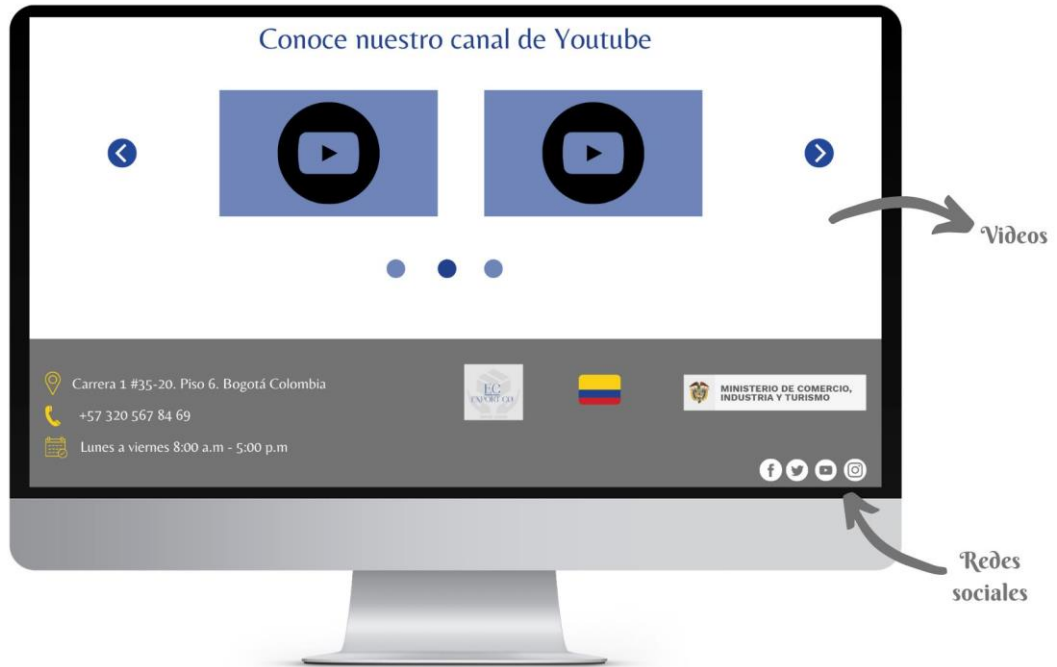 Conoce nuestro canal de Youtube
Videos
Carrera 1 #35-20. Piso 6. Bogotá Colombia
+57 320 567 84 69
Lunes a viernes 8:00 a.m - 5:00 p.m
EC
EXPORT CO
MINISTERIO DE COMERCIO,
INDUSTRIA Y TURISMO
Redes
sociales